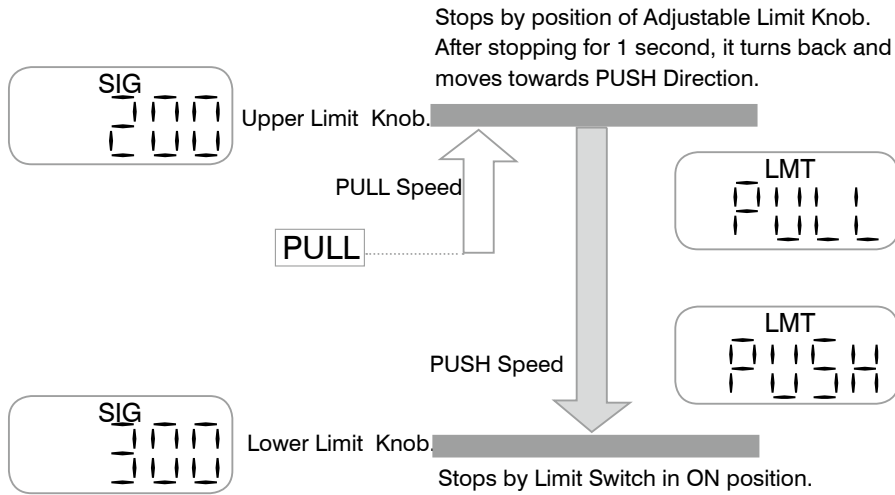 Stops by position of Adjustable Limit Knob.
After stopping for 1 second, it turns back and
moves towards PUSH Direction.
SIG
200
Upper Limit Knob.
PULL Speed
LMT
PULL
PULL
LMT
PUSH
PUSH Speed
SIG
300
Lower Limit Knob.
Stops by Limit Switch in ON position.